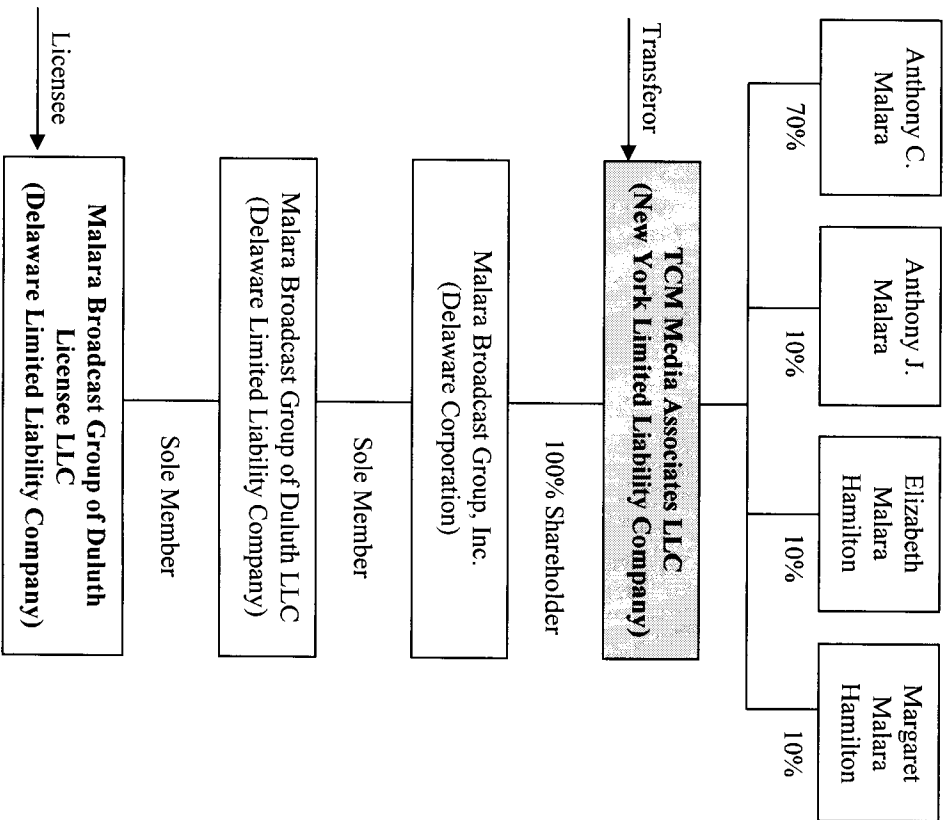 Anthony C.
Malara
Anthony J.
Malara
Elizabeth
Malara
Hamilton
Margaret
Malara
Hamilton
70%
10%
10%
10%
Transferor
TCM Media Associates LLC
(New York Limited Liability Company)
100% Shareholder
Malara Broadcast Group, Inc.
(Delaware Corporation)
Sole Member
Malara Broadcast Group of Duluth LLC
(Delaware Limited Liability Company)
Sole Member
Licensee
Malara Broadcast Group of Duluth
Licensee LLC
(Delaware Limited Liability Company)